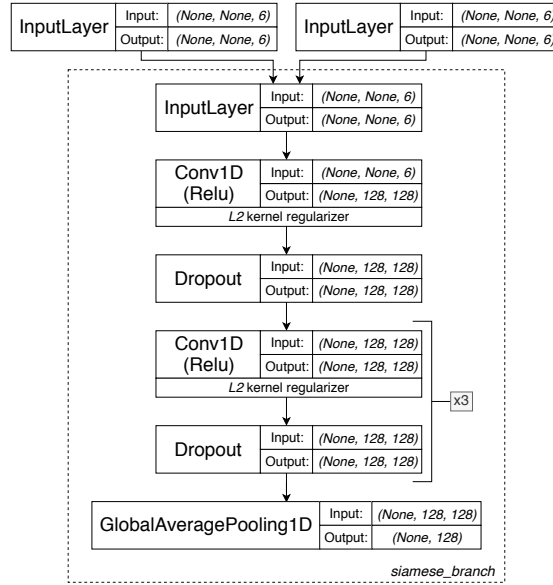 InputLayer Input: (None, None, 6) InputLayer Input: (None, None, 6)
Output: (None, None, 6) Output: (None, None, 6)
InputLayer Input: (None, None, 6)
Output: (None, None, 6)
Conv1D Input: (None, None, 6)
(Relu) Output: (None, 128, 128)
L2 kernel regularizer
Dropout Input: (None, 128, 128)
Output: (None, 128, 128)
Conv1D Input: (None, 128, 128)
(Relu) Output: (None, 128, 128)
L2 kernel regularizer
x3
Dropout Input: (None, 128, 128)
Output: (None, 128, 128)
GlobalAveragePooling1D Input: (None, 128, 128)
Output: (None, 128)
siamese_branch